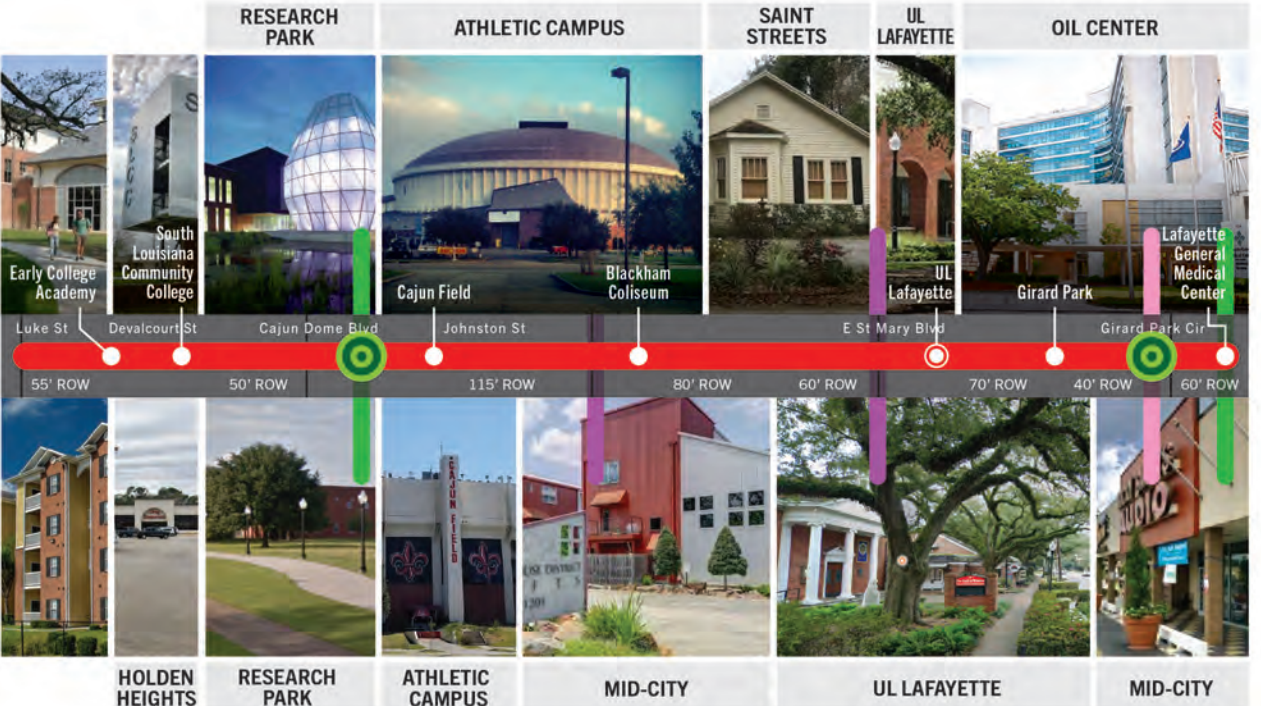 RESEARCH
PARK
ATHLETIC CAMPUS
SAINT
STREETS
UL
LAFAYETTE
OIL CENTER
S
SLCC
Early College
Academy
South
Louisiana
Community
College
Cajun Field
Blackham
Coliseum
UL
Lafayette
Girard Park
Lafayette
General
Medical
Center
Luke St
Devalcourt St
Cajun Dome Blvd
Johnston St
E St Mary Blvd
Girard Park Cir
55' ROW
50' ROW
115' ROW
80' ROW
60' ROW
70' ROW
40' ROW
60' ROW
CAJUN FIELD
1201
AUDIO
HOLDEN
HEIGHTS
RESEARCH
PARK
ATHLETIC
CAMPUS
MID-CITY
UL LAFAYETTE
MID-CITY